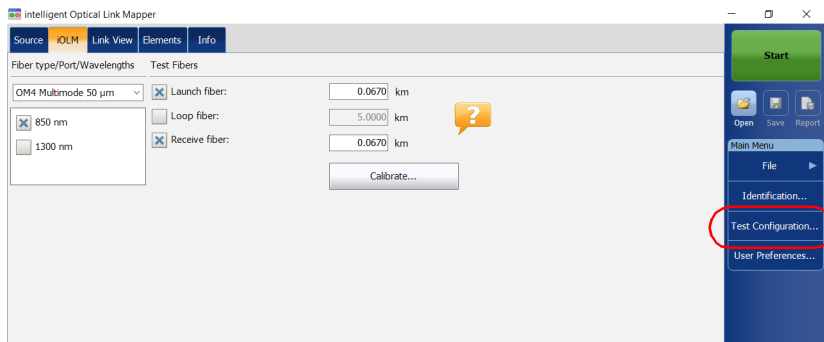 intelligent Optical Link Mapper
Source iOLM Link View Elements Info
Fiber type/Port/Wavelengths Test Fibers
OM4 Multimode 50 µm
850 nm
1300 nm
Launch fiber: 0.0670 km
Loop fiber: 5.0000 km
Receive fiber: 0.0670 km
?
Calibrate...
Start
Open Save Report
Main Menu
File
Identification...
Test Configuration...
User Preferences...